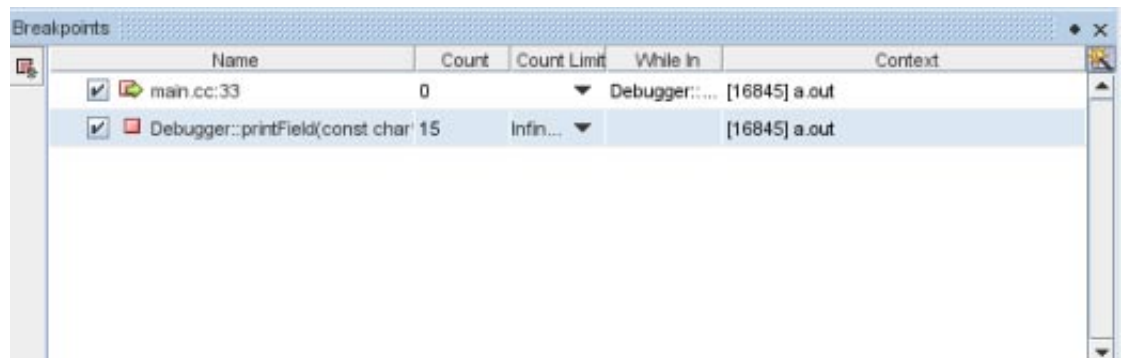 Breakpoints
Name Count Count Limit While In Context
main.cc:33 0 Debugger::... [16845] a.out
Debugger::printField(const char 15 Infin... [16845] a.out